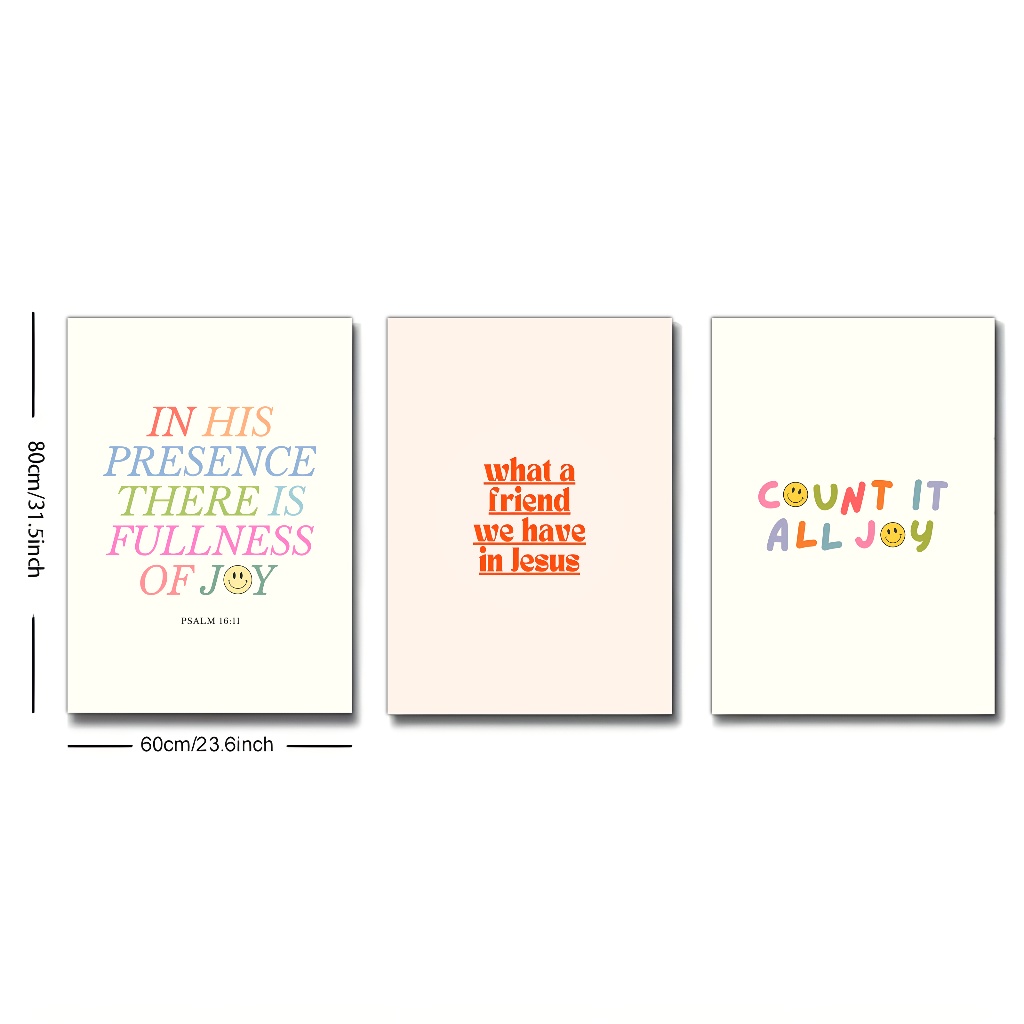 80cm/31.5inch
IN HIS
PRESENCE
THERE IS
FULLNESS
OF JOY
PSALM 16:11
60cm/23.6inch
what a
friend
we have
in Jesus
COUNT IT
ALL JOY